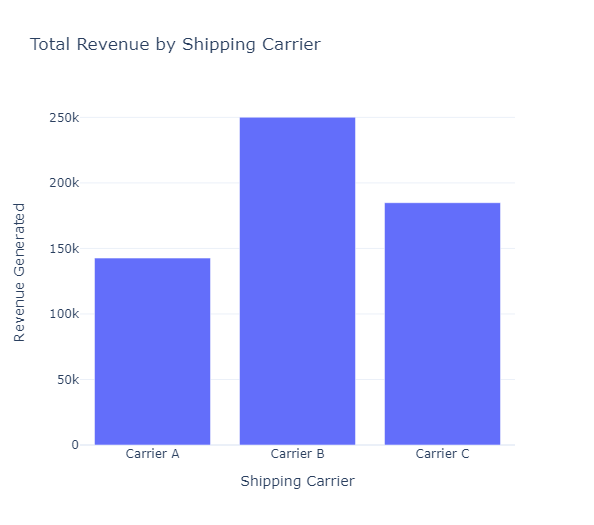 Total Revenue by Shipping Carrier
250k
200k
150k
100k
50k
0
Revenue Generated
Carrier A
Carrier B
Carrier C
Shipping Carrier